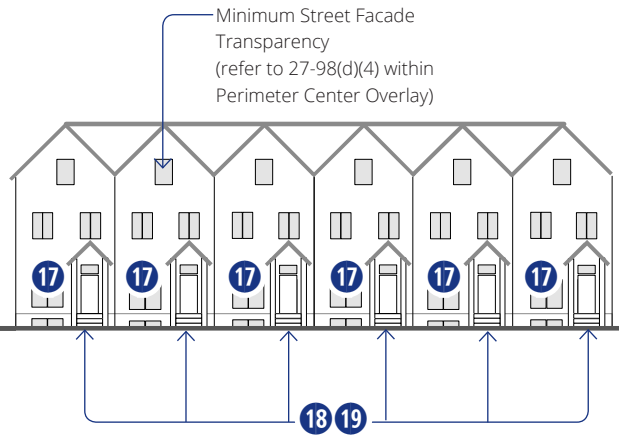 Minimum Street Facade
Transparency
(refer to 27-98(d)(4) within
Perimeter Center Overlay)
17 17 17 17 17 17
18 19